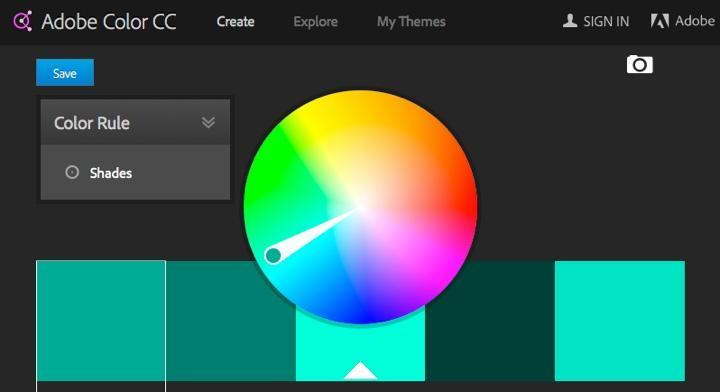 Adobe Color CC
Create
Explore
My Themes
SIGN IN
Adobe
Save
Color Rule
Shades